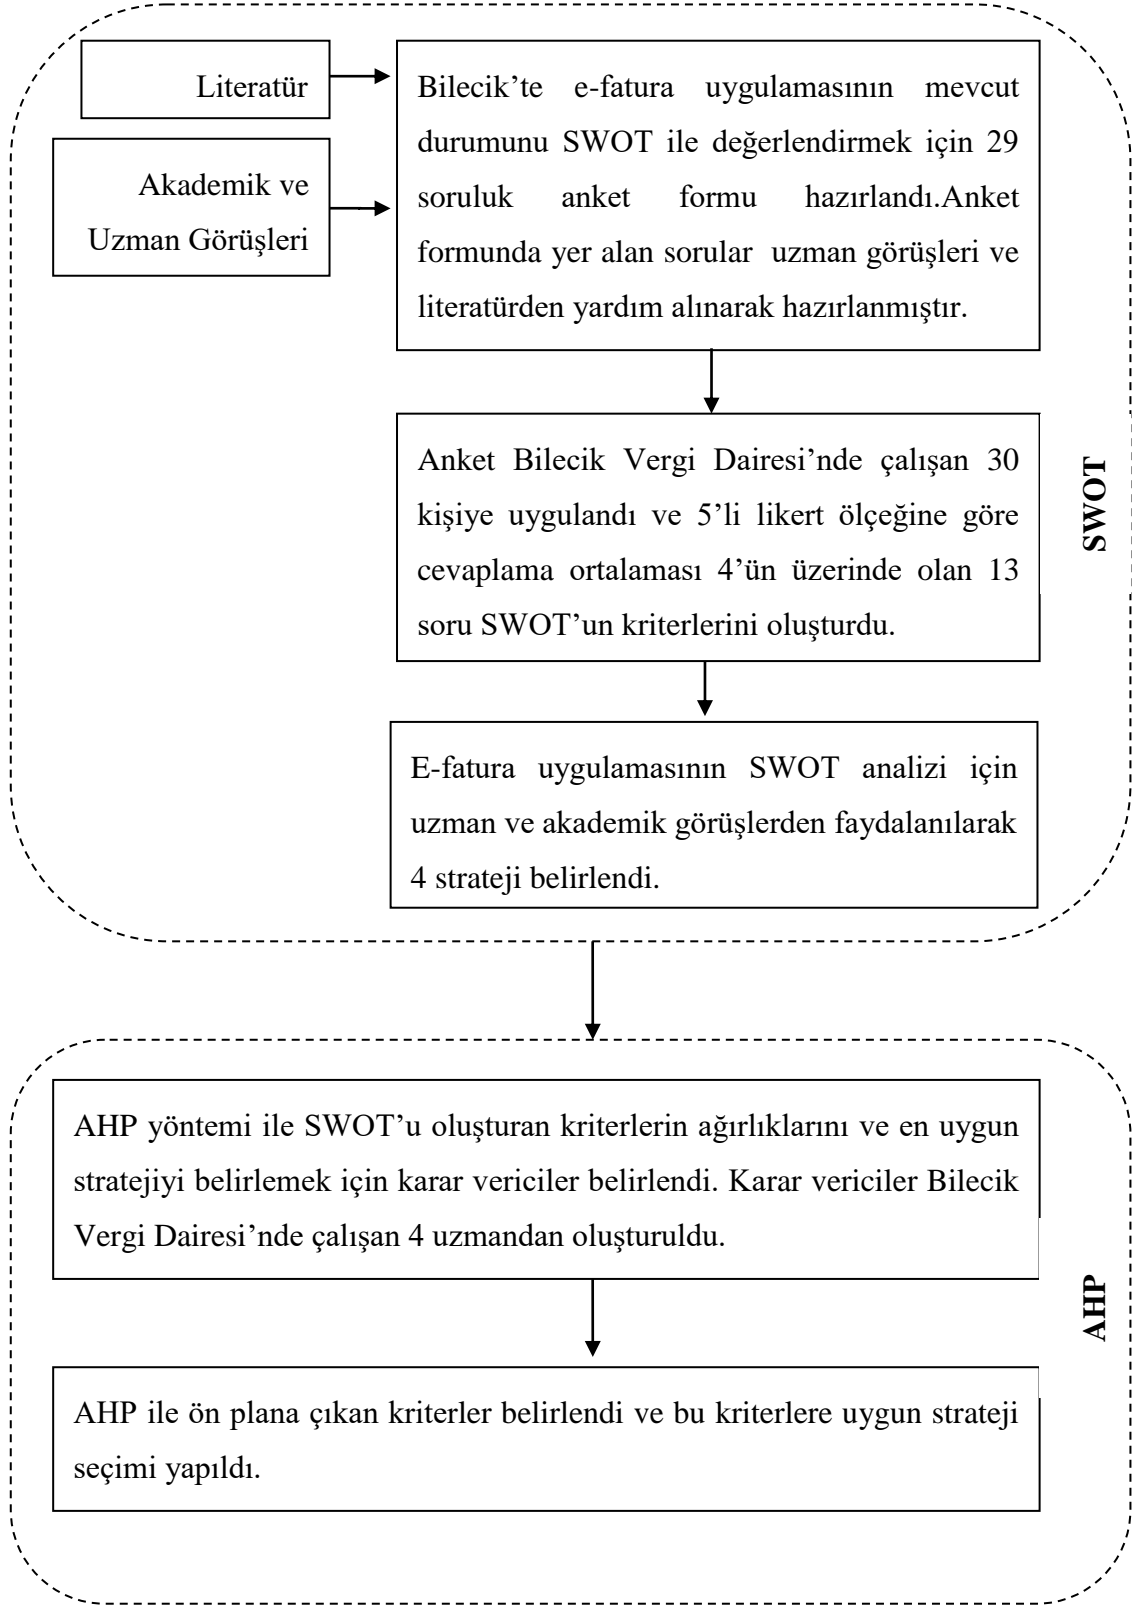 Literatür
Akademik ve
Uzman Görüşleri
Bilecik’te e-fatura uygulamasının mevcut
durumunu SWOT ile değerlendirmek için 29
soruluk anket formu hazırlandı.Anket
formunda yer alan sorular uzman görüşleri ve
literatürden yardım alınarak hazırlanmıştır.
Anket Bilecik Vergi Dairesi’nde çalışan 30
kişiye uygulandı ve 5’li likert ölçeğine göre
cevaplama ortalaması 4’ün üzerinde olan 13
soru SWOT’un kriterlerini oluşturdu.
SWOT
E-fatura uygulamasının SWOT analizi için
uzman ve akademik görüşlerden faydalanılarak
4 strateji belirlendi.
AHP yöntemi ile SWOT’u oluşturan kriterlerin ağırlıklarını ve en uygun
stratejiyi belirlemek için karar vericiler belirlendi. Karar vericiler Bilecik
Vergi Dairesi’nde çalışan 4 uzmandan oluşturuldu.
AHP
AHP ile ön plana çıkan kriterler belirlendi ve bu kriterlere uygun strateji
seçimi yapıldı.